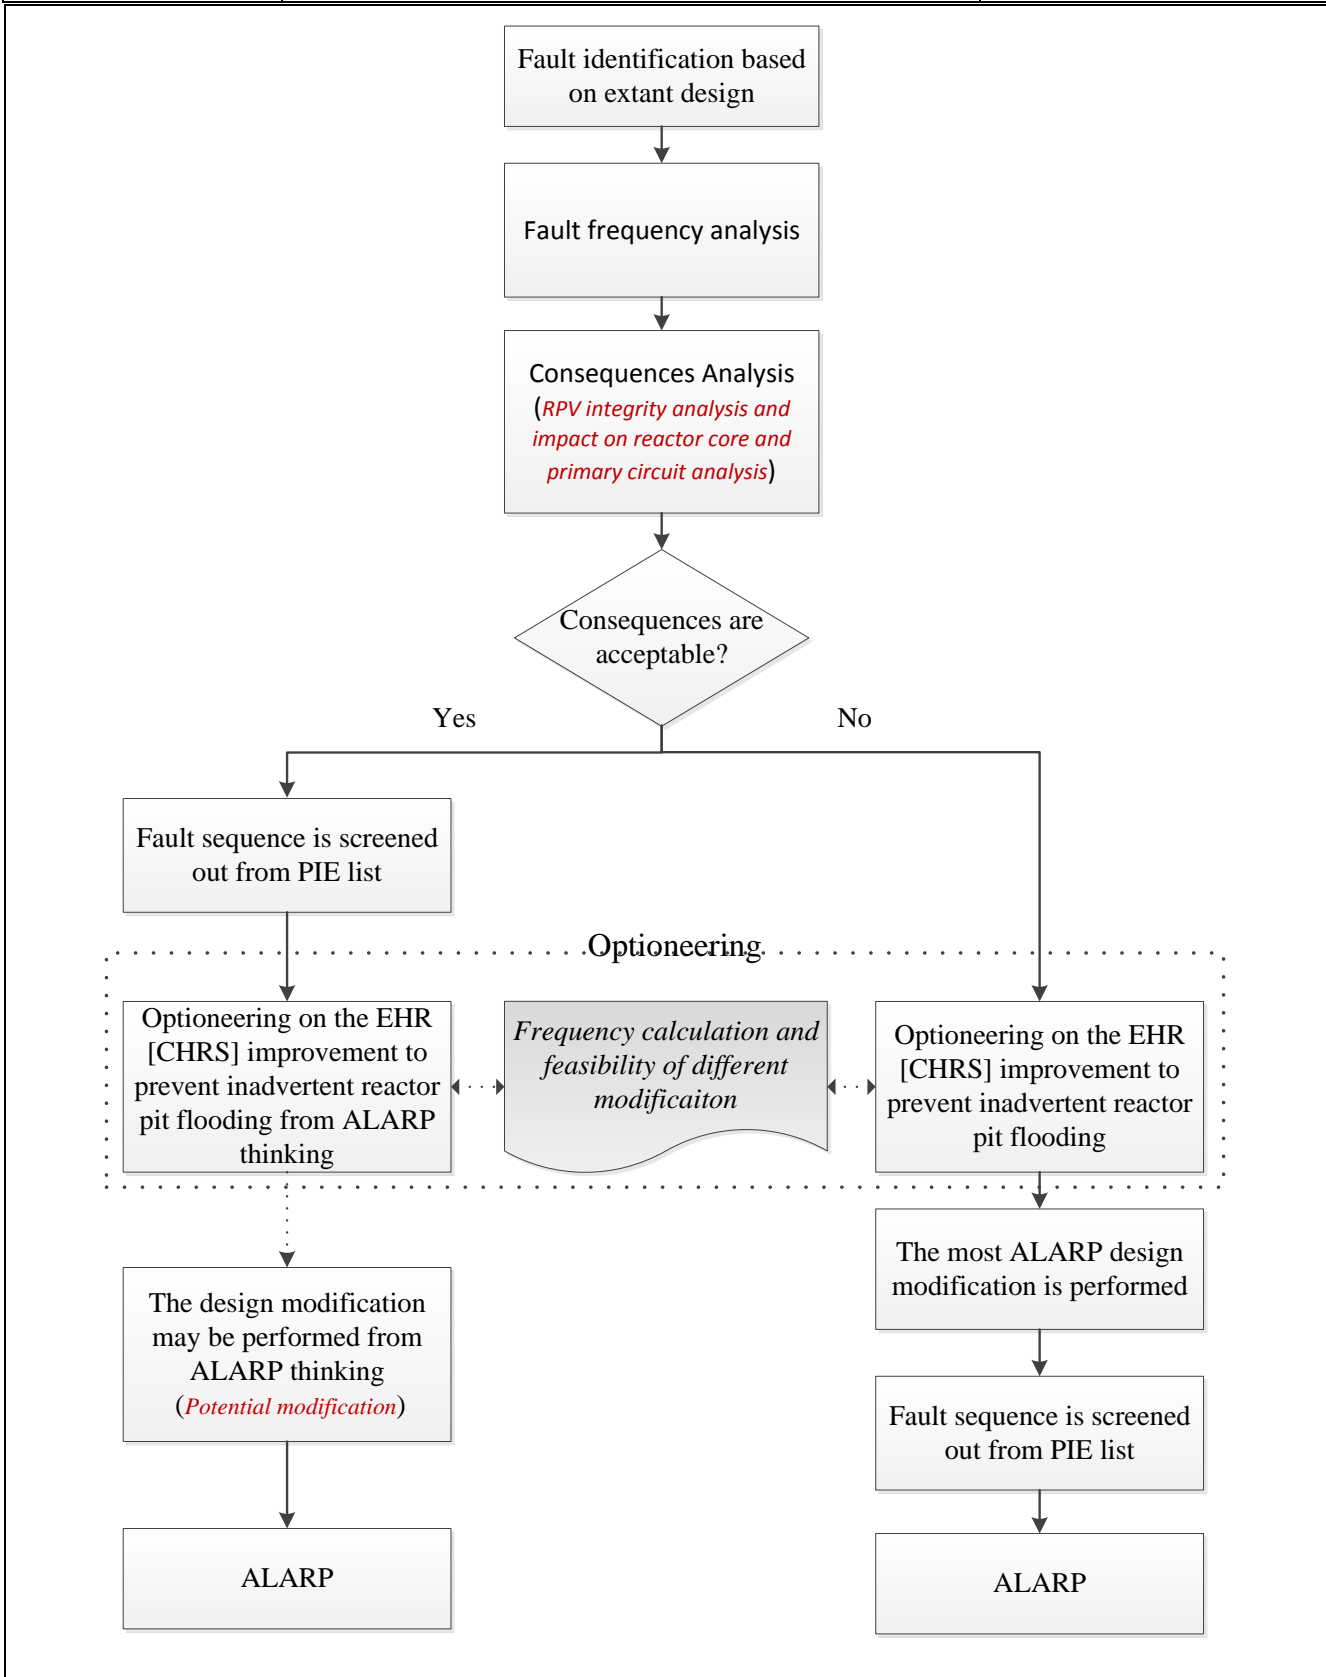 Fault identification based
on extant design
Fault frequency analysis
Consequences Analysis
(RPV integrity analysis and
impact on reactor core and
primary circuit analysis)
Consequences are
acceptable?
Yes
No
Fault sequence is screened
out from PIE list
Optioneering
Optioneering on the EHR
[CHRS] improvement to
prevent inadvertent reactor
pit flooding from ALARP
thinking
Frequency calculation and
feasibility of different
modificaiton
Optioneering on the EHR
[CHRS] improvement to
prevent inadvertent reactor
pit flooding
The most ALARP design
modification is performed
The design modification
may be performed from
ALARP thinking
(Potential modification)
Fault sequence is screened
out from PIE list
ALARP
ALARP